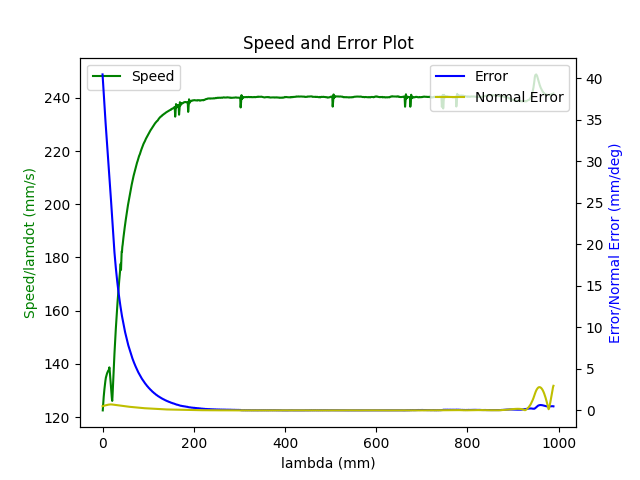 Speed and Error Plot
Speed
Error
Normal Error
240
220
200
180
160
140
120
40
35
30
25
20
15
10
5
0
Speed/lamdot (mm/s)
Error/Normal Error (mm/deg)
0 200 400 600 800 1000
lambda (mm)